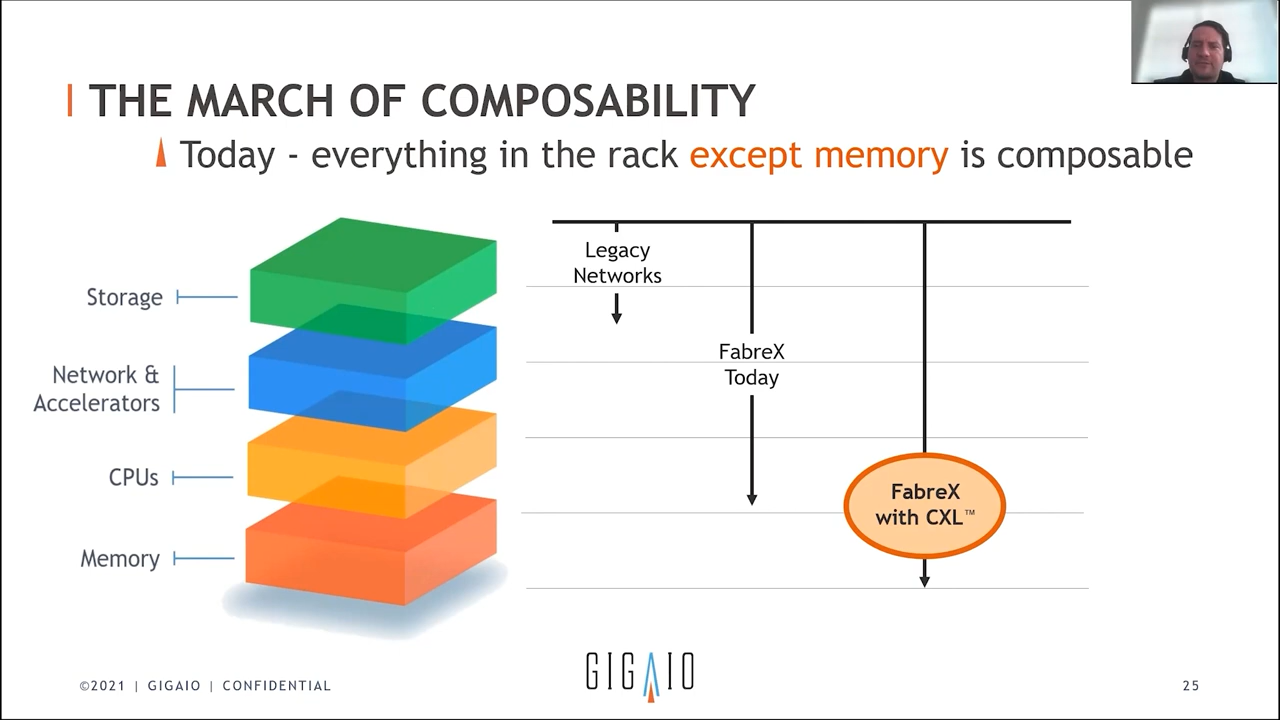 THE MARCH OF COMPOSABILITY
Today - everything in the rack except memory is composable
Storage
Network &
Accelerators
CPUs
Memory
Legacy
Networks
FabreX
Today
FabreX
with CXL™
©2021 | GIGAIO | CONFIDENTIAL
GIGAIO
25